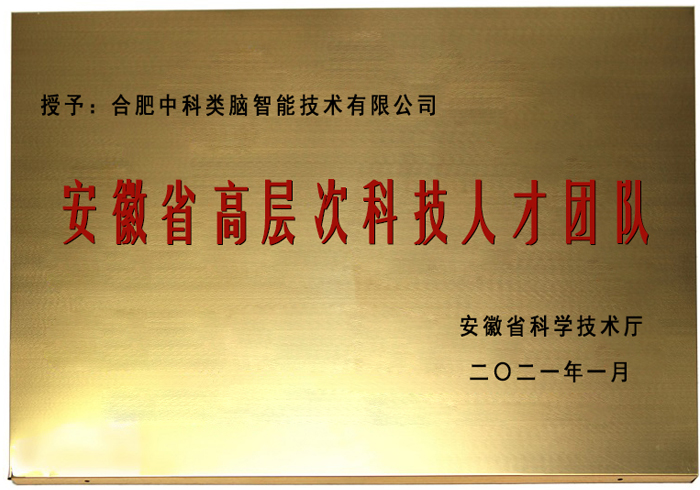 授予：合肥中科类脑智能技术有限公司
安徽省高层次科技人才团队
安徽省科学技术厅
二〇二一年一月